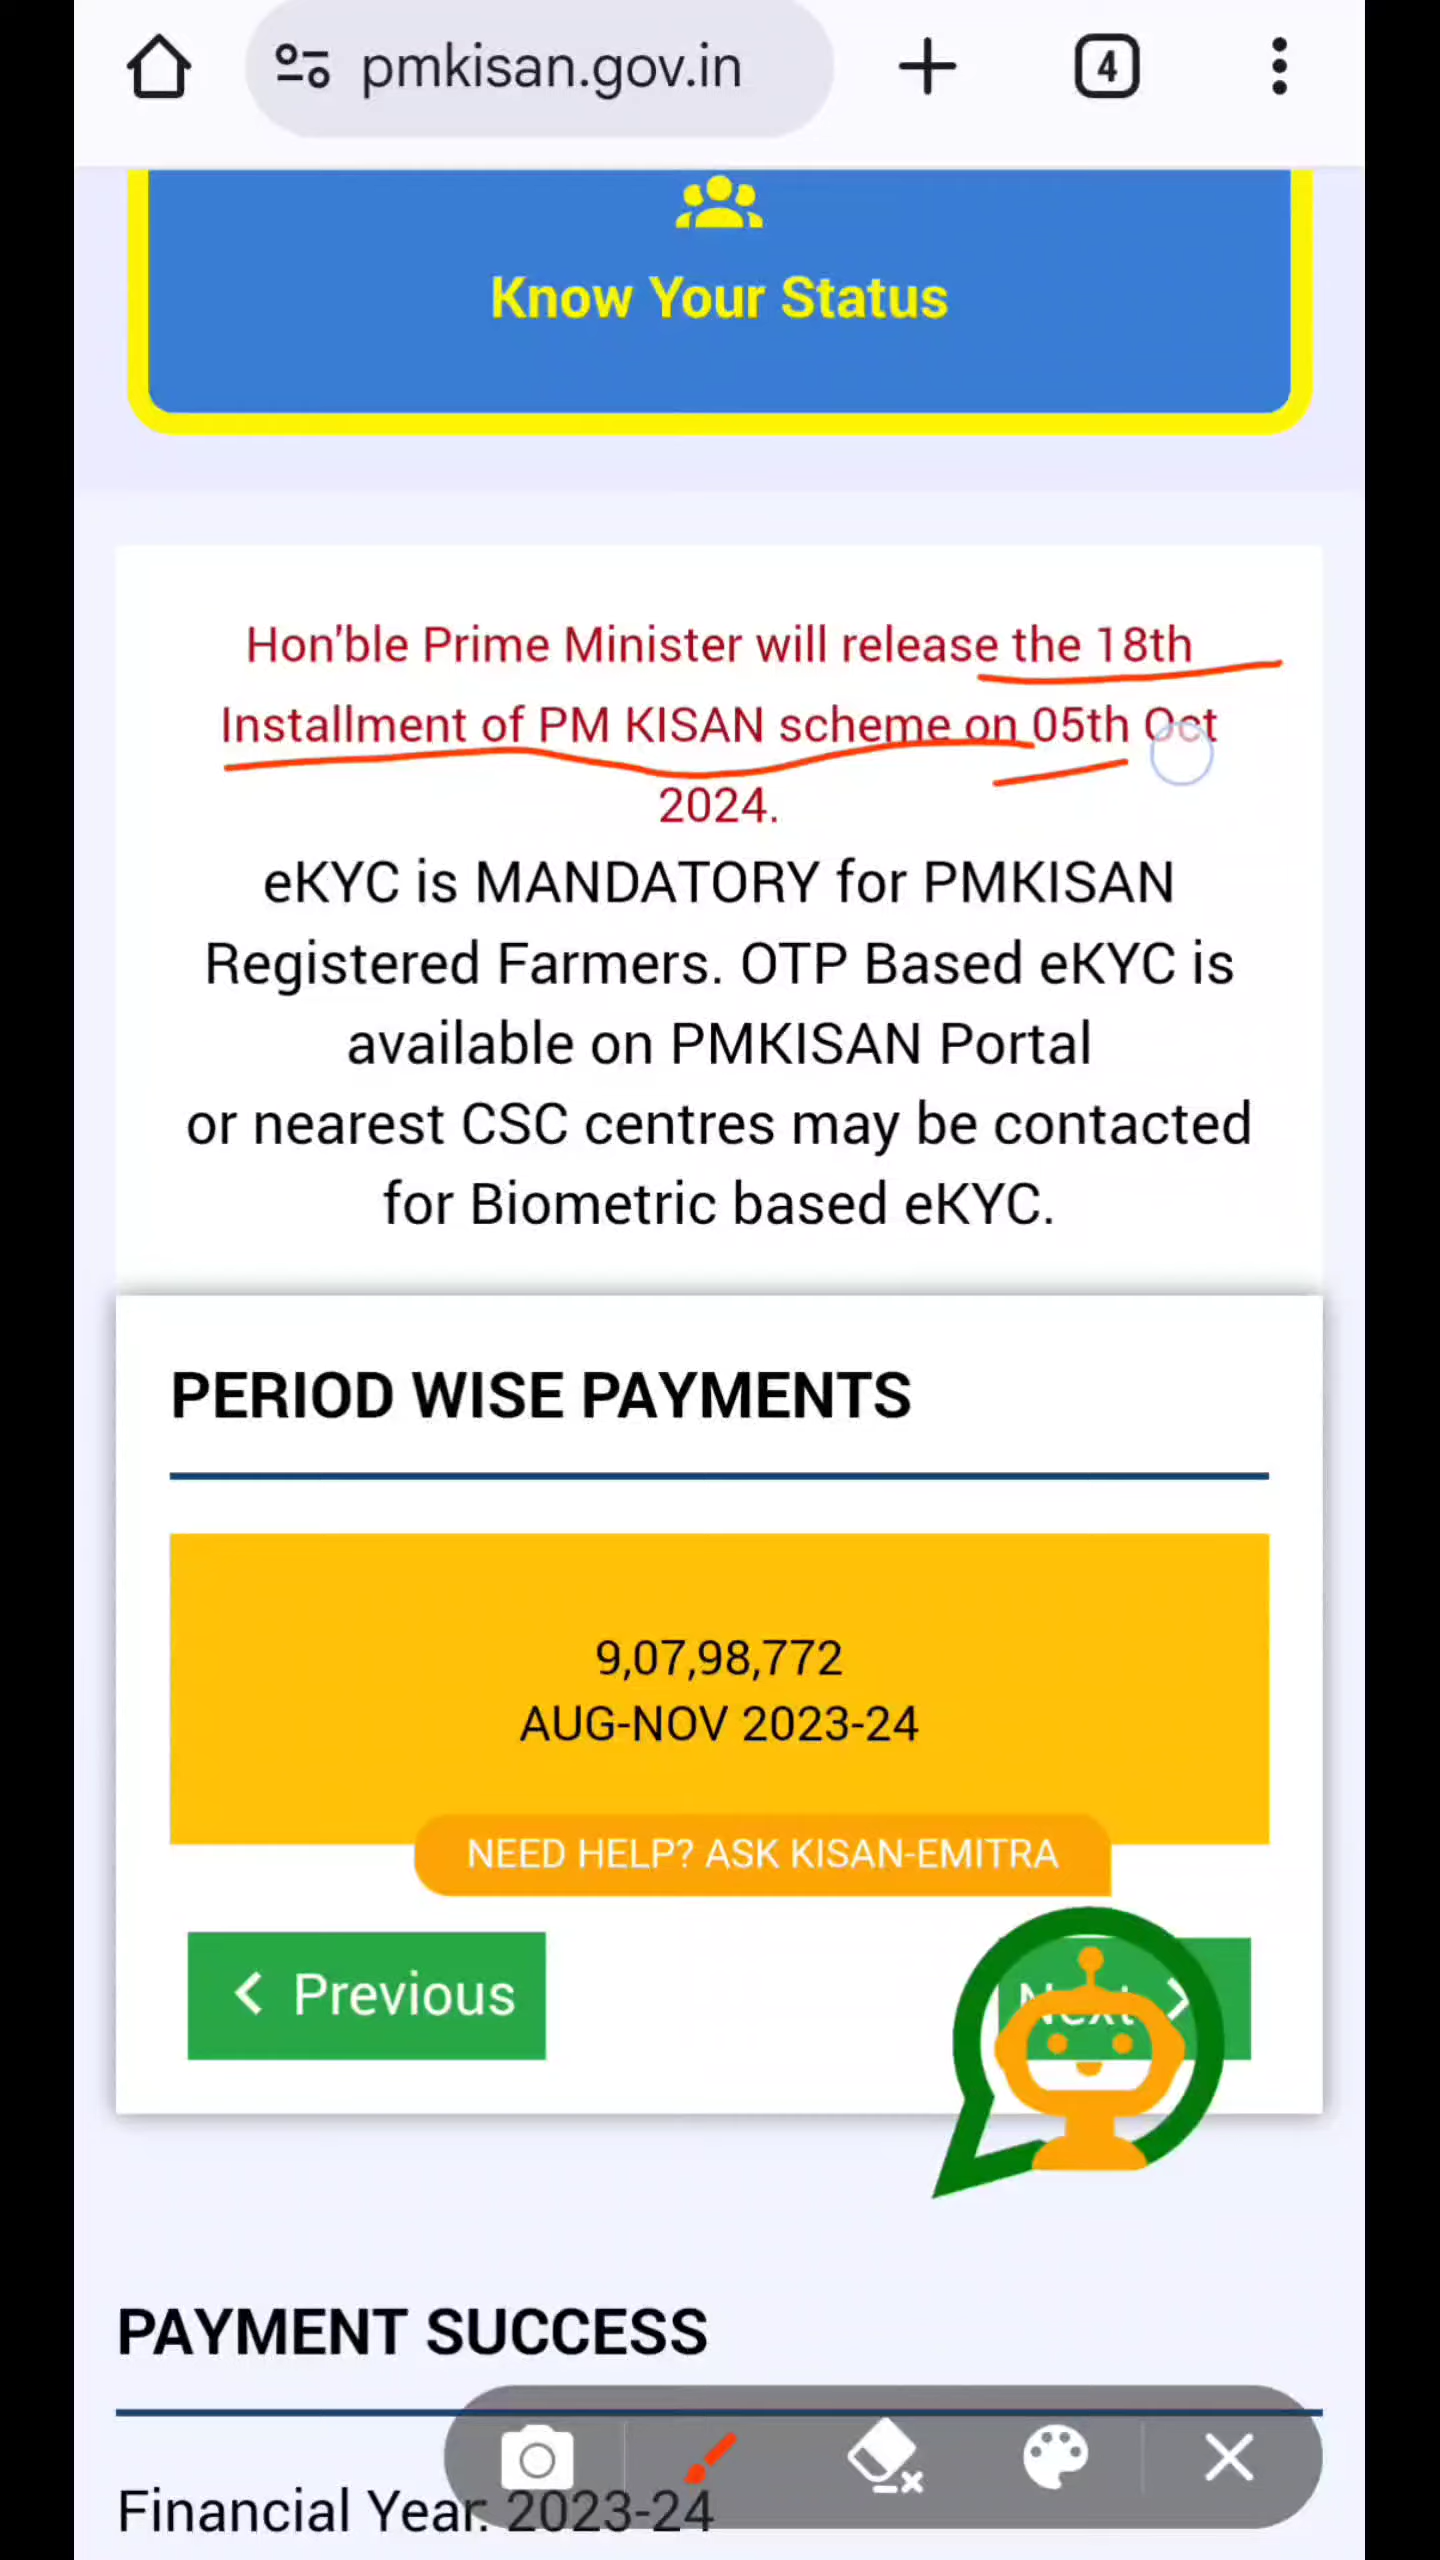 pmkisan.gov.in
4
Know Your Status
Hon'ble Prime Minister will release the 18th
Installment of PM KISAN scheme on 05th Oct
2024.
eKYC is MANDATORY for PMKISAN
Registered Farmers. OTP Based eKYC is
available on PMKISAN Portal
or nearest CSC centres may be contacted
for Biometric based eKYC.
PERIOD WISE PAYMENTS
9,07,98,772
AUG-NOV 2023-24
NEED HELP? ASK KISAN-EMITRA
Previous
Next
PAYMENT SUCCESS
Financial Year: 2023-24